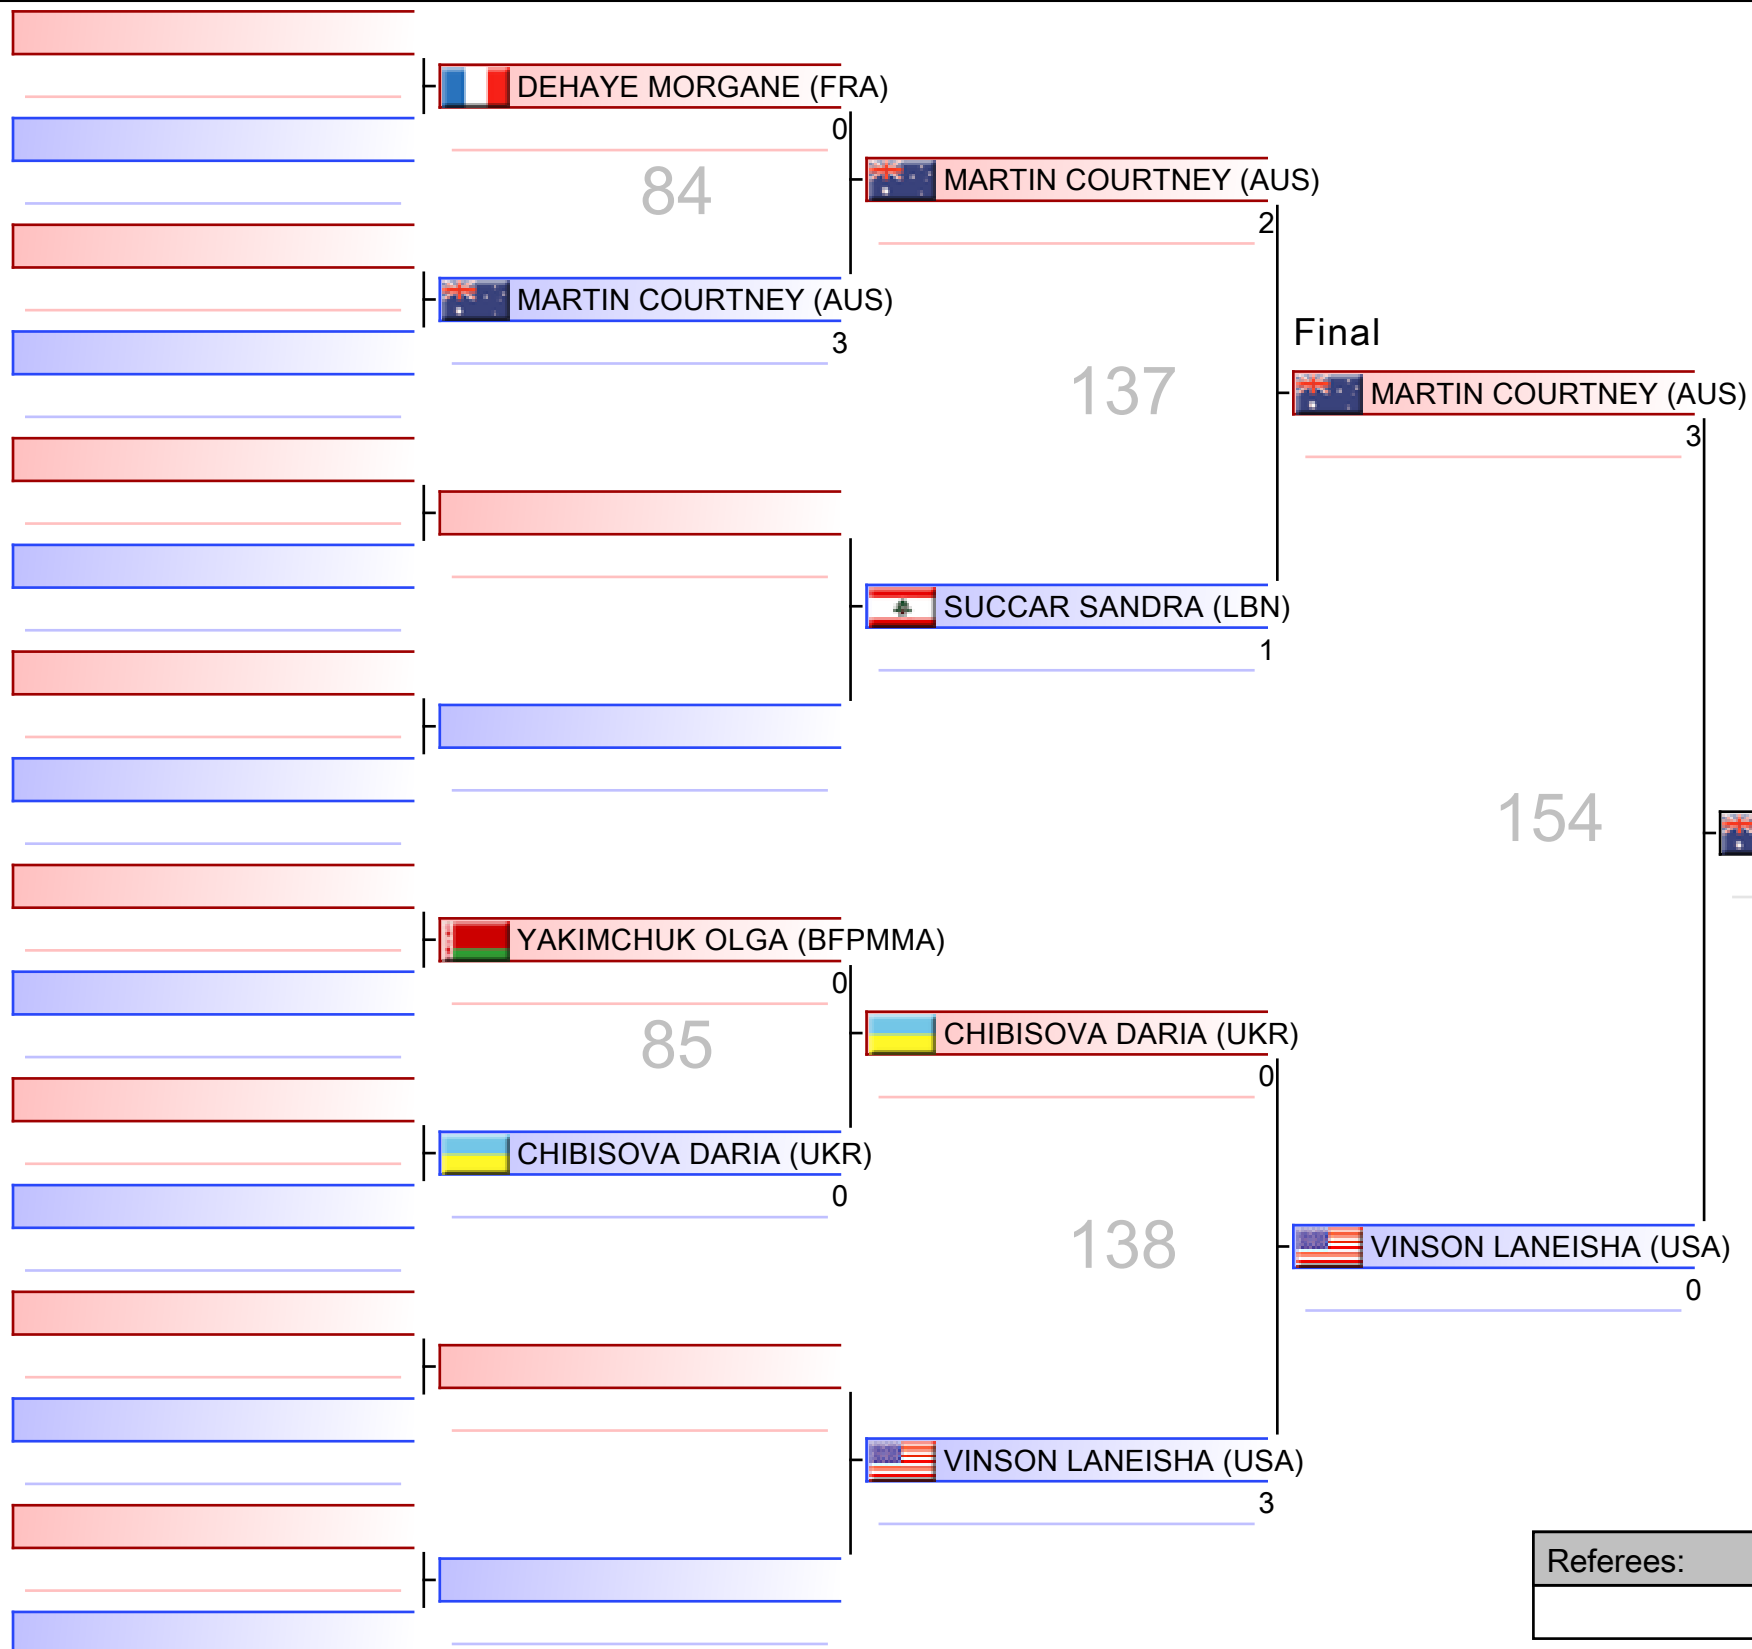 DEHAYE MORGANE (FRA)
0
84
MARTIN COURTNEY (AUS)
3
MARTIN COURTNEY (AUS)
2
137
SUCCAR SANDRA (LBN)
1
Final
MARTIN COURTNEY (AUS)
3
154
YAKIMCHUK OLGA (BFPMMA)
0
85
CHIBISOVA DARIA (UKR)
0
CHIBISOVA DARIA (UKR)
0
138
VINSON LANEISHA (USA)
3
VINSON LANEISHA (USA)
0
Referees: